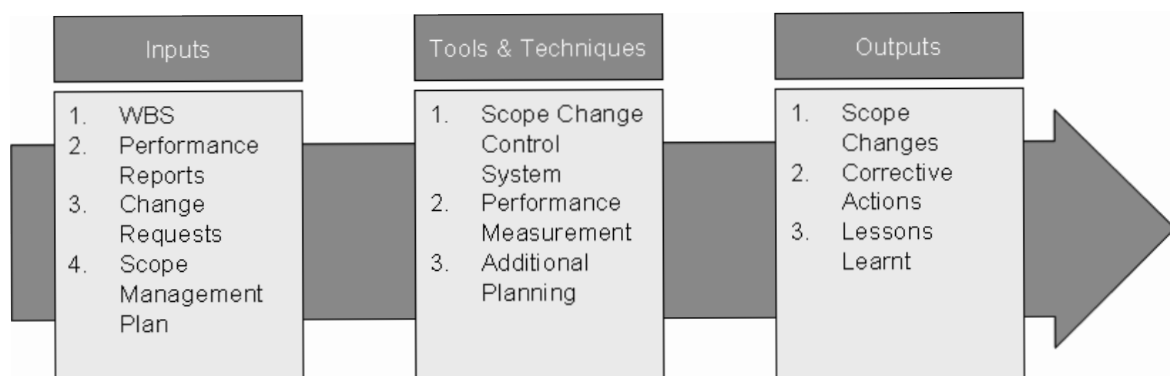 Inputs
1. WBS
2. Performance
Reports
3. Change
Requests
4. Scope
Management
Plan
Tools & Techniques
1. Scope Change
Control
System
2. Performance
Measurement
3. Additional
Planning
Outputs
1. Scope
Changes
2. Corrective
Actions
3. Lessons
Learnt